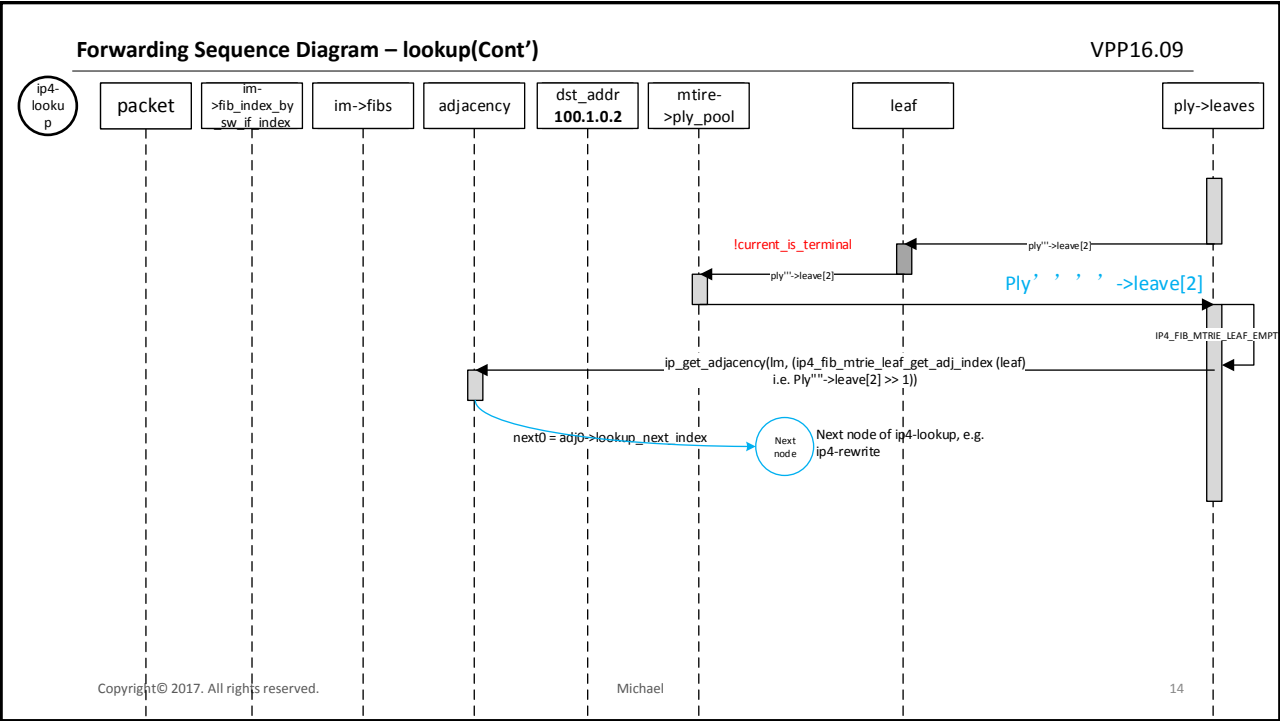 Forwarding Sequence Diagram – lookup(Cont')
VPP16.09
ip4-
looku
p
packet
im-
>fib_index_by
_sw_if_index
im->fibs
adjacency
dst_addr
100.1.0.2
mtire-
>ply_pool
leaf
ply->leaves
!current_is_terminal
ply'''->leave[2]
ply'''->leave[2]
Ply’’’’->leave[2]
IP4_FIB_MTRIE_LEAF_EMPT
ip_get_adjacency(lm, (ip4_fib_mtrie_leaf_get_adj_index (leaf)
i.e. Ply''''->leave[2] >> 1))
next0 = adj0->lookup_next_index
Next
node
Next node of ip4-lookup, e.g.
ip4-rewrite
Copyright© 2017. All rights reserved.
Michael
14